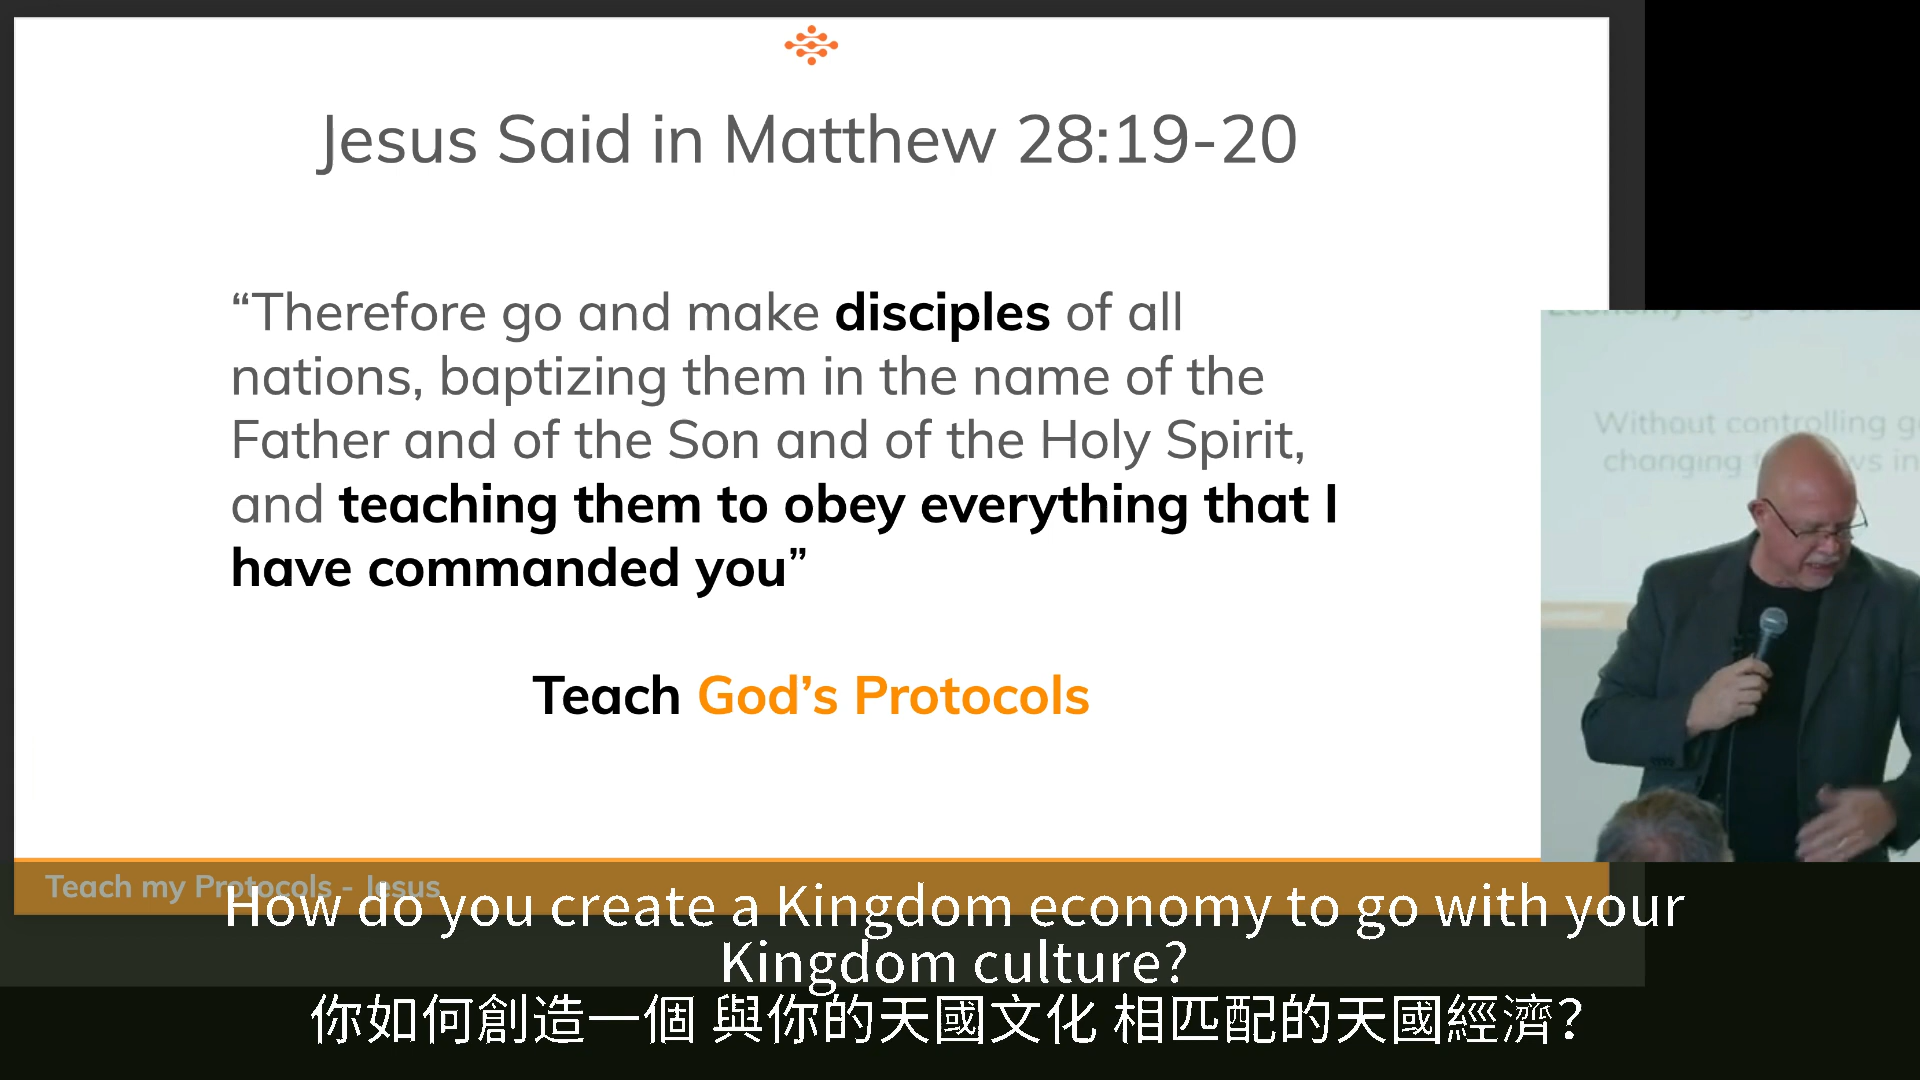 Jesus Said in Matthew 28:19-20
“Therefore go and make disciples of all
nations, baptizing them in the name of the
Father and of the Son and of the Holy Spirit,
and teaching them to obey everything that I
have commanded you”
Teach God’s Protocols
Without controlling
changing
Teach my Protocols - Jesus
How do you create a Kingdom economy to go with your
Kingdom culture?
你如何創造一個 與你的天國文化 相匹配的天國經濟？